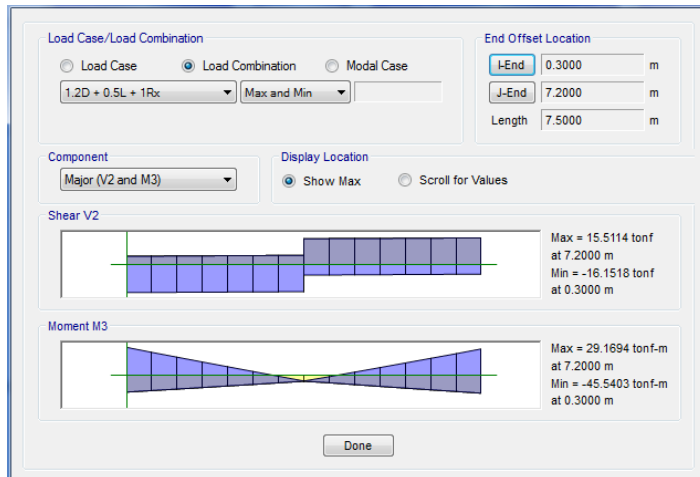 Load Case/Load Combination
Load Case
Load Combination
Modal Case
1.2D + 0.5L + 1Rx
Max and Min
End Offset Location
I-End
0.3000
m
J-End
7.2000
m
Length
7.5000
m
Component
Major (V2 and M3)
Display Location
Show Max
Scroll for Values
Shear V2
Max = 15.5114 tonf
at 7.2000 m
Min = -16.1518 tonf
at 0.3000 m
Moment M3
Max = 29.1694 tonf-m
at 7.2000 m
Min = -45.5403 tonf-m
at 0.3000 m
Done